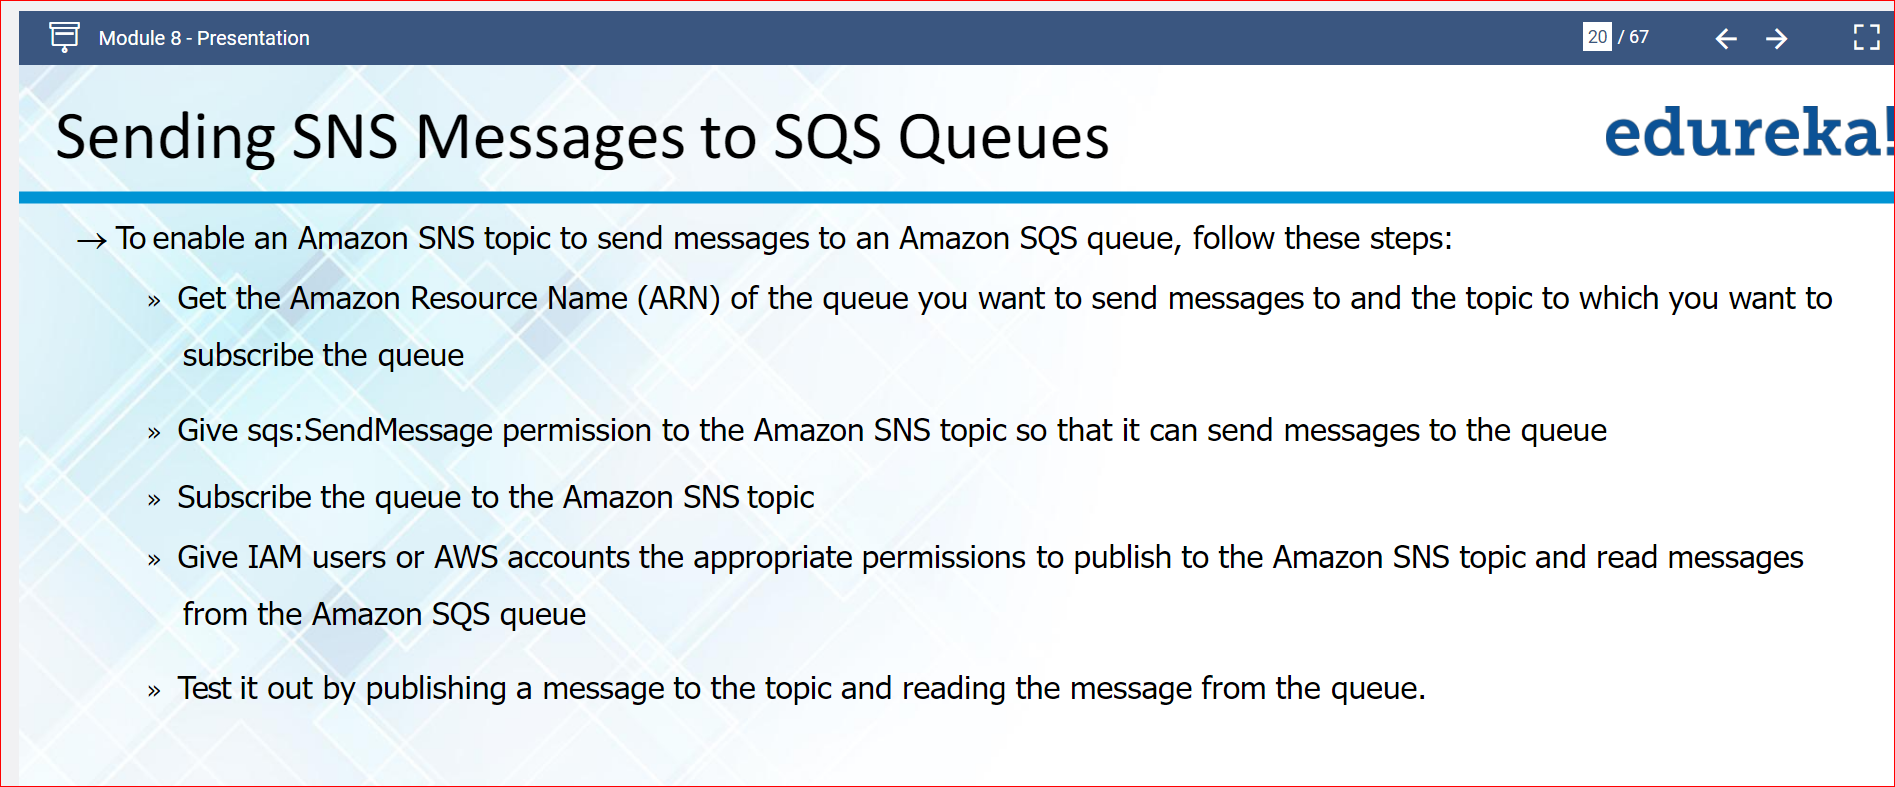 Module 8 - Presentation
20 / 67
Sending SNS Messages to SQS Queues
edureka!
→ To enable an Amazon SNS topic to send messages to an Amazon SQS queue, follow these steps:
» Get the Amazon Resource Name (ARN) of the queue you want to send messages to and the topic to which you want to
subscribe the queue
» Give sqs:SendMessage permission to the Amazon SNS topic so that it can send messages to the queue
» Subscribe the queue to the Amazon SNS topic
» Give IAM users or AWS accounts the appropriate permissions to publish to the Amazon SNS topic and read messages
from the Amazon SQS queue
» Test it out by publishing a message to the topic and reading the message from the queue.